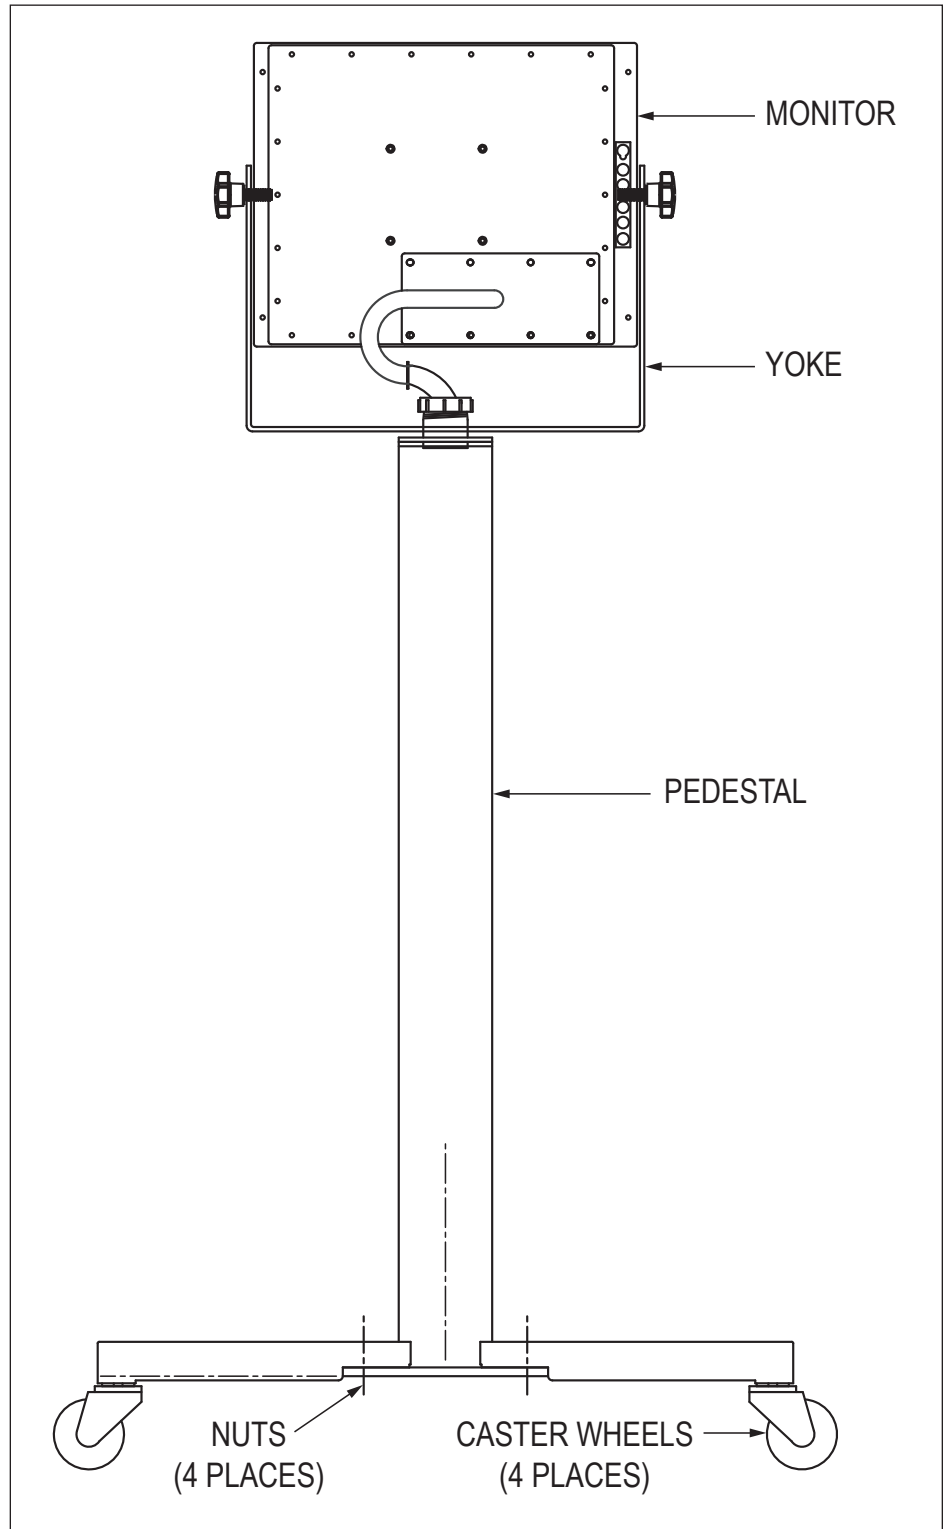 MONITOR
YOKE
PEDESTAL
NUTS
(4 PLACES)
CASTER WHEELS
(4 PLACES)